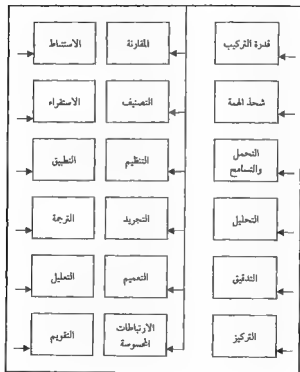 قدرة التركيب
المقارنة
الاستنباط
شحذ الهمة
التصنيف
الاستقراء
التحمل
والتسامح
التنظيم
التطبيق
التحليل
التجريد
الترجمة
التدقيق
التعميم
التعليل
التركيز
الارتباطات
المحسوسة
التقويم